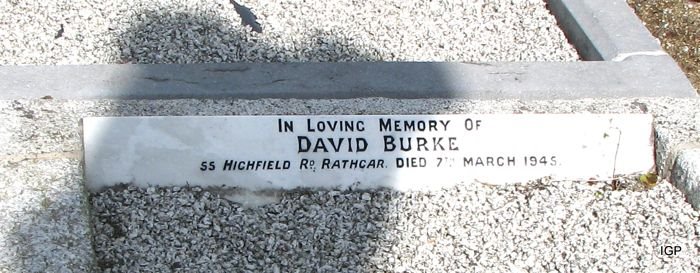 In Loving Memory Of
DAVID BURKE
55 HIGHFIELD RD. RATHGAR. DIED 7TH MARCH 1945.
IGP